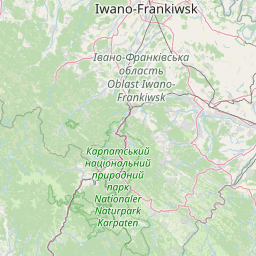 Iwano-Frankiwsk
Івано-Франківська
область
Oblast Iwano-
Frankiwsk
Карпатський
національний
природний
парк
Nationaler
Naturpark
Karpaten